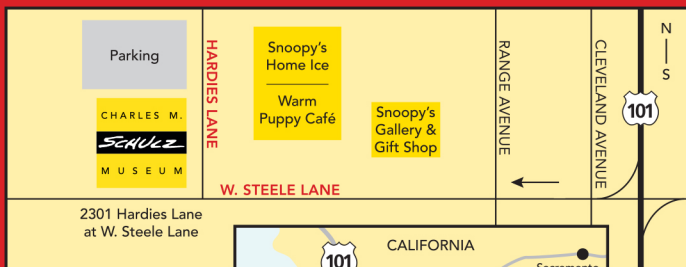 Parking
CHARLES M.
SCHULZ
MUSEUM
2301 Hardies Lane
at W. Steele Lane
HARDIES LANE
Snoopy's
Home Ice
Warm
Puppy Café
Snoopy's
Gallery &
Gift Shop
W. STEELE LANE
RANGE AVENUE
CLEVELAND AVENUE
101
N
S
101
CALIFORNIA
Sacramento